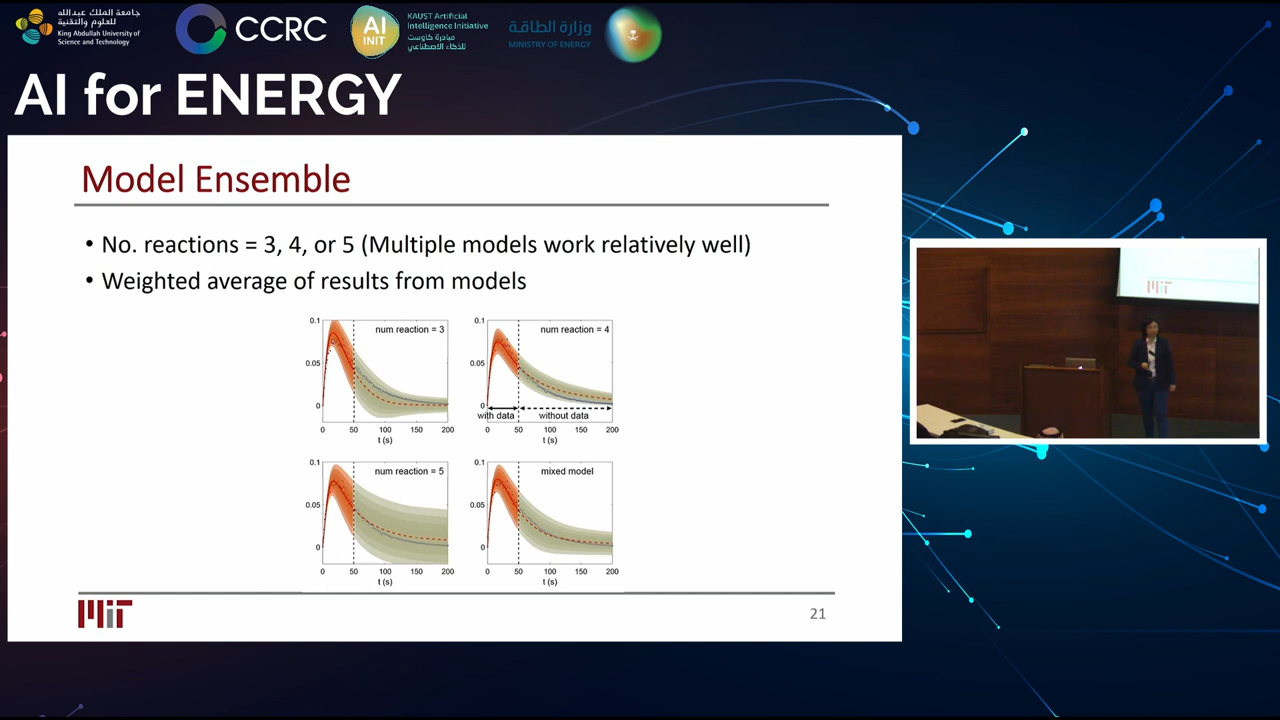 جامعة الملك عبدالله
للعلوم والتقنية
King Abdullah University of
Science and Technology
CCRC
AI
INIT
KAUST Artificial
Intelligence Initiative
مبادرة كاوست
للذكاء الاصطناعي
وزارة الطاقة
MINISTRY OF ENERGY
AI for ENERGY
Model Ensemble
• No. reactions = 3, 4, or 5 (Multiple models work relatively well)
• Weighted average of results from models
0.1
0.05
0
num reaction = 3
0 50 100 150 200
t (s)
0.1
0.05
0
num reaction = 4
with data
without data
0 50 100 150 200
t (s)
0.1
0.05
0
num reaction = 5
0 50 100 150 200
t (s)
0.1
0.05
0
mixed model
0 50 100 150 200
t (s)
MIT
21
MIT